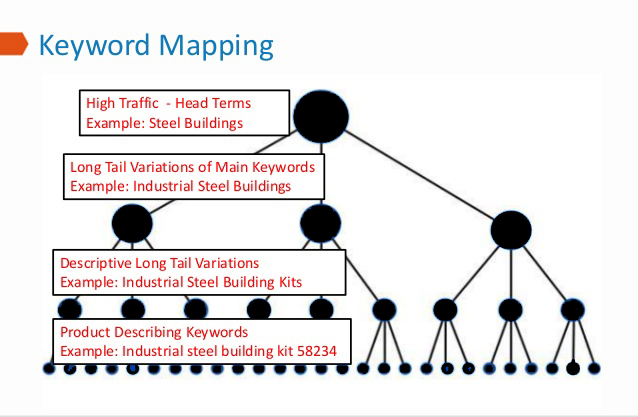 Keyword Mapping
High Traffic - Head Terms
Example: Steel Buildings
Long Tail Variations of Main Keywords
Example: Industrial Steel Buildings
Descriptive Long Tail Variations
Example: Industrial Steel Building Kits
Product Describing Keywords
Example: Industrial steel building kit 58234